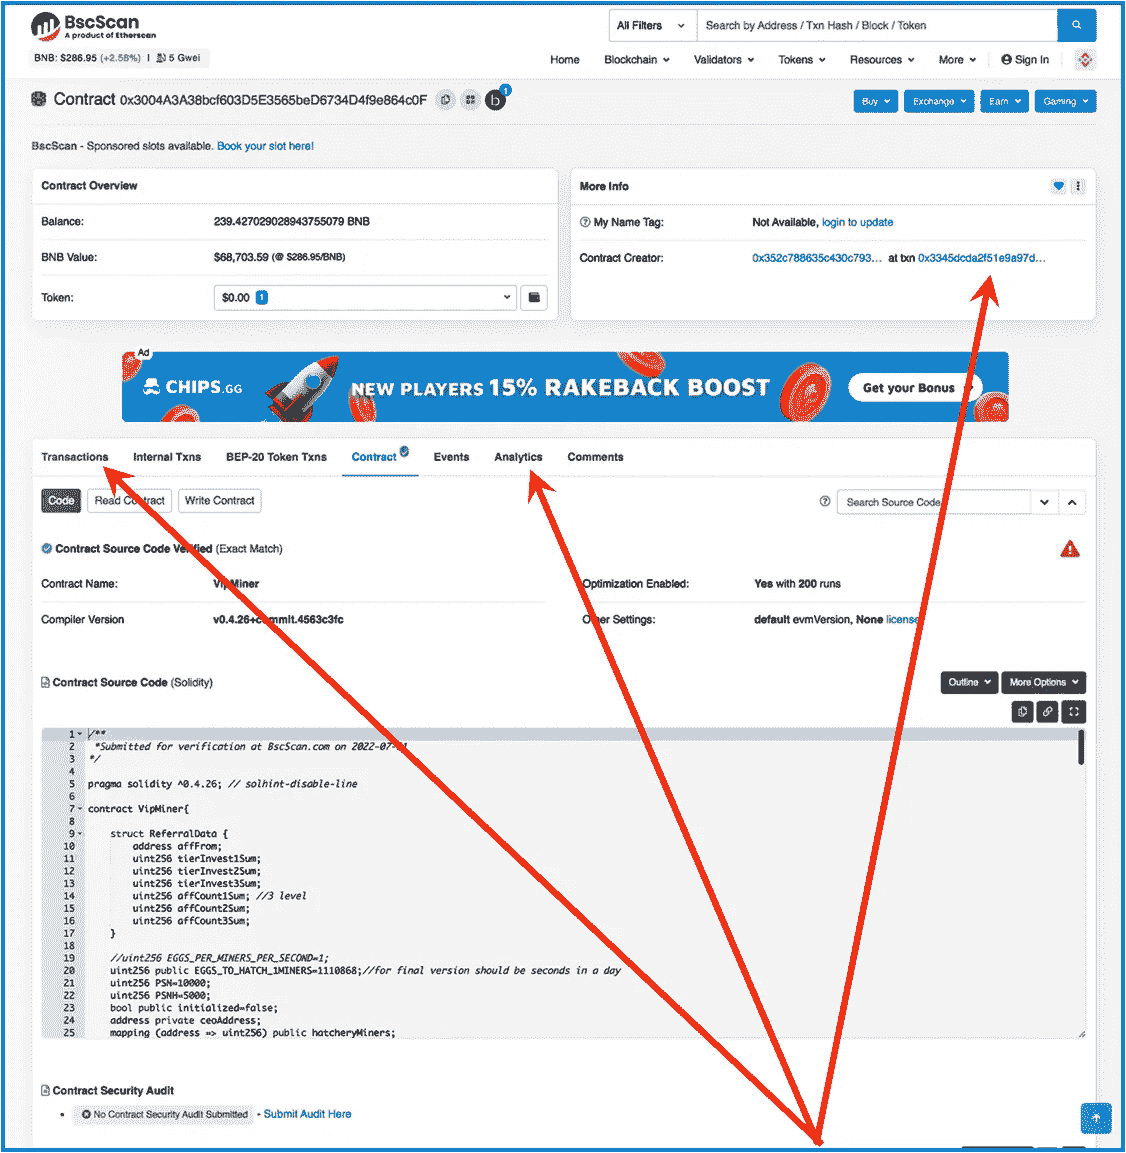 BscScan
A product of Etherscan
All Filters
Search by Address / Txn Hash / Block / Token
BNB: $286.95 (+2.58%) | 5 Gwei
Home Blockchain Validators Tokens Resources More Sign In
Contract 0x3004A3A38bcf603D5E3565beD6734D4f9e864c0F b 1
Buy Exchange Earn Gaming
BscScan - Sponsored slots available. Book your slot here!
Contract Overview
Balance: 239.427029028943755079 BNB
BNB Value: $68,703.59 (@ $286.95/BNB)
Token: $0.00 1
More Info
My Name Tag: Not Available, login to update
Contract Creator: 0x352c788635c430c793... at txn 0x3345dcda2f51e9a97d...
Ad
CHIPS.GG NEW PLAYERS 15% RAKEBACK BOOST Get your Bonus
Transactions Internal Txns BEP-20 Token Txns Contract Events Analytics Comments
Code Read Contract Write Contract
Search Source Code
Contract Source Code Verified (Exact Match)
Contract Name: VipMiner
Optimization Enabled: Yes with 200 runs
Compiler Version v0.4.26+commit.4563c3fc
Other Settings: default evmVersion, None license
Contract Source Code (Solidity)
Outline More Options
1 /**
2 *Submitted for verification at BscScan.com on 2022-07-
3 */
4
5 pragma solidity ^0.4.26; // solhint-disable-line
6
7 contract VipMiner{
8
9 struct ReferralData {
10 address affFrom;
11 uint256 tierInvest1Sum;
12 uint256 tierInvest2Sum;
13 uint256 tierInvest3Sum;
14 uint256 affCount1Sum; //3 level
15 uint256 affCount2Sum;
16 uint256 affCount3Sum;
17 }
18
19 //uint256 EGGS_PER_MINERS_PER_SECOND=1;
20 uint256 public EGGS_TO_HATCH_1MINERS=1110868;//for final version should be seconds in a day
21 uint256 PSN=10000;
22 uint256 PSNH=5000;
23 bool public initialized=false;
24 address private ceoAddress;
25 mapping (address => uint256) public hatcheryMiners;
Contract Security Audit
• No Contract Security Audit Submitted - Submit Audit Here